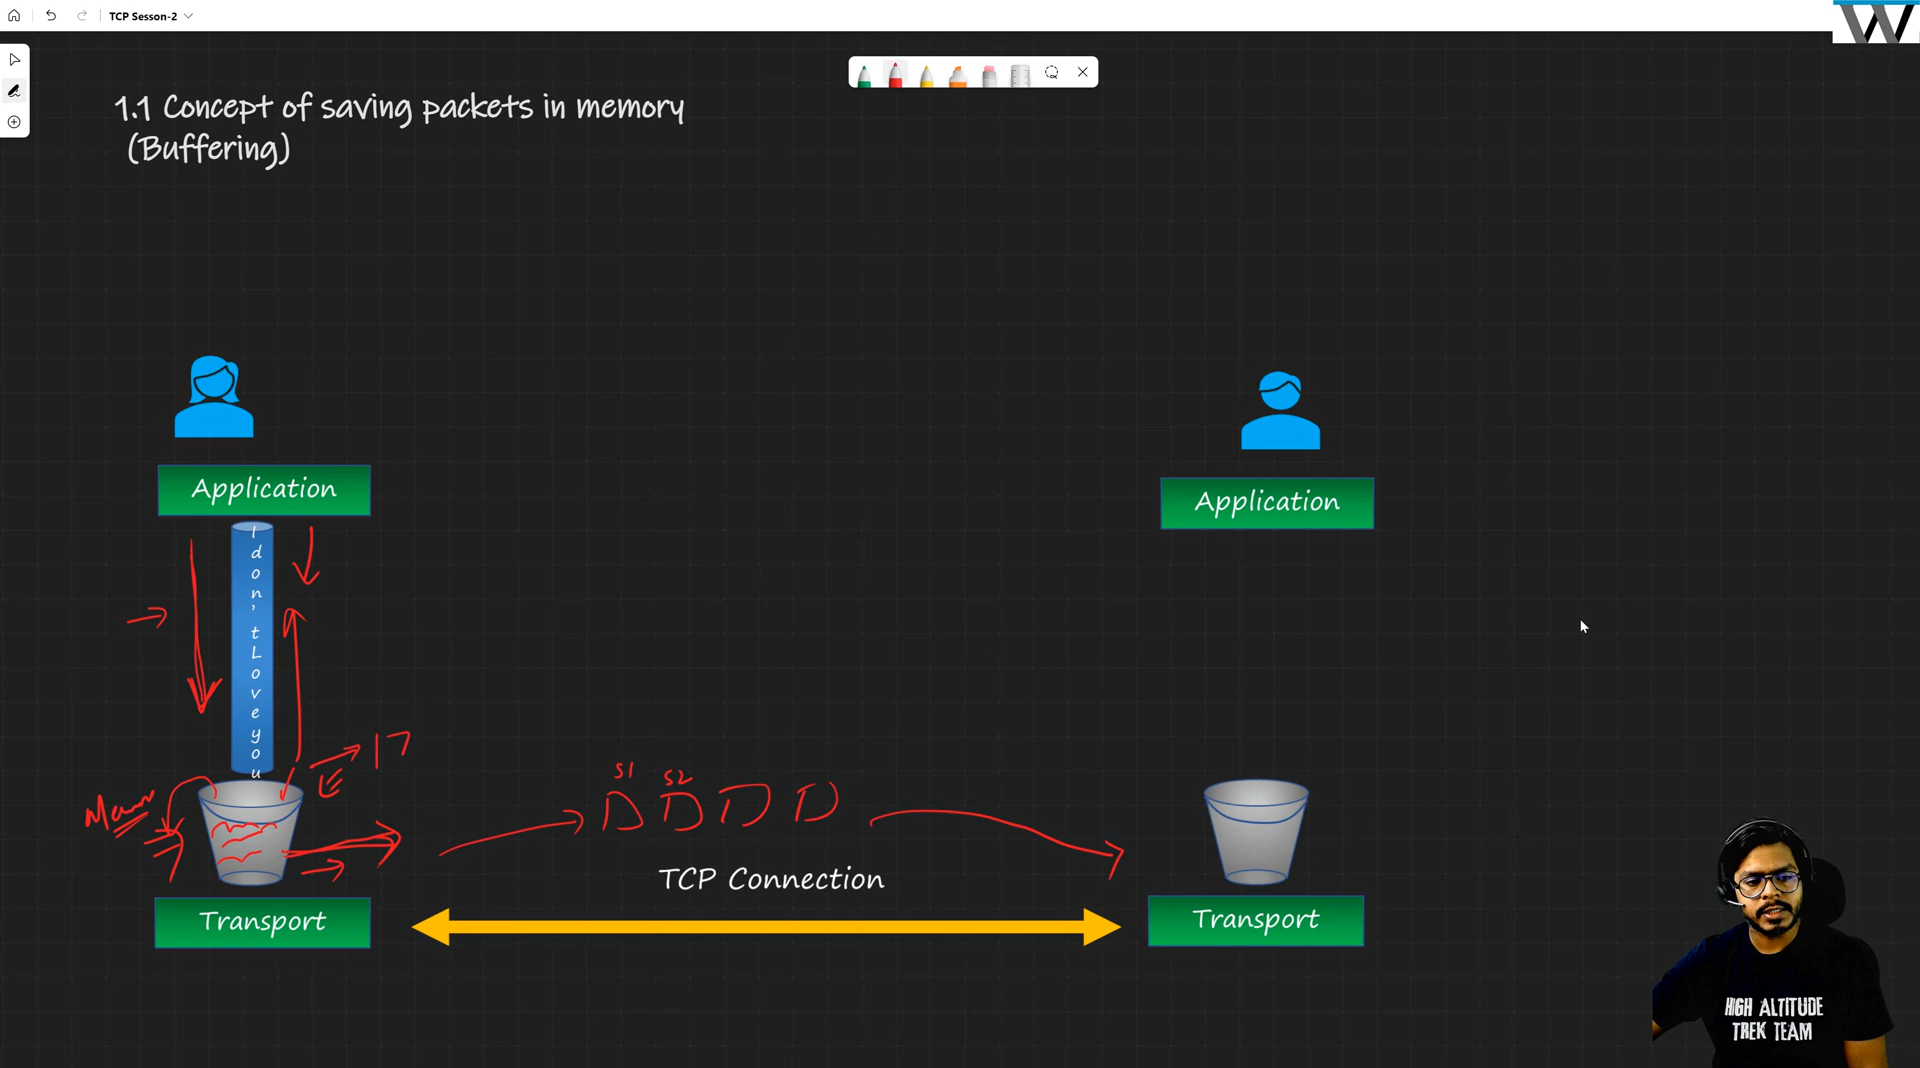 TCP Sesson-2
W
1.1 Concept of saving packets in memory
(Buffering)
Application
Application
I don't Love you
17
S1
S2
D D D D
TCP Connection
Transport
Transport
HIGH ALTITUDE
TREK TEAM